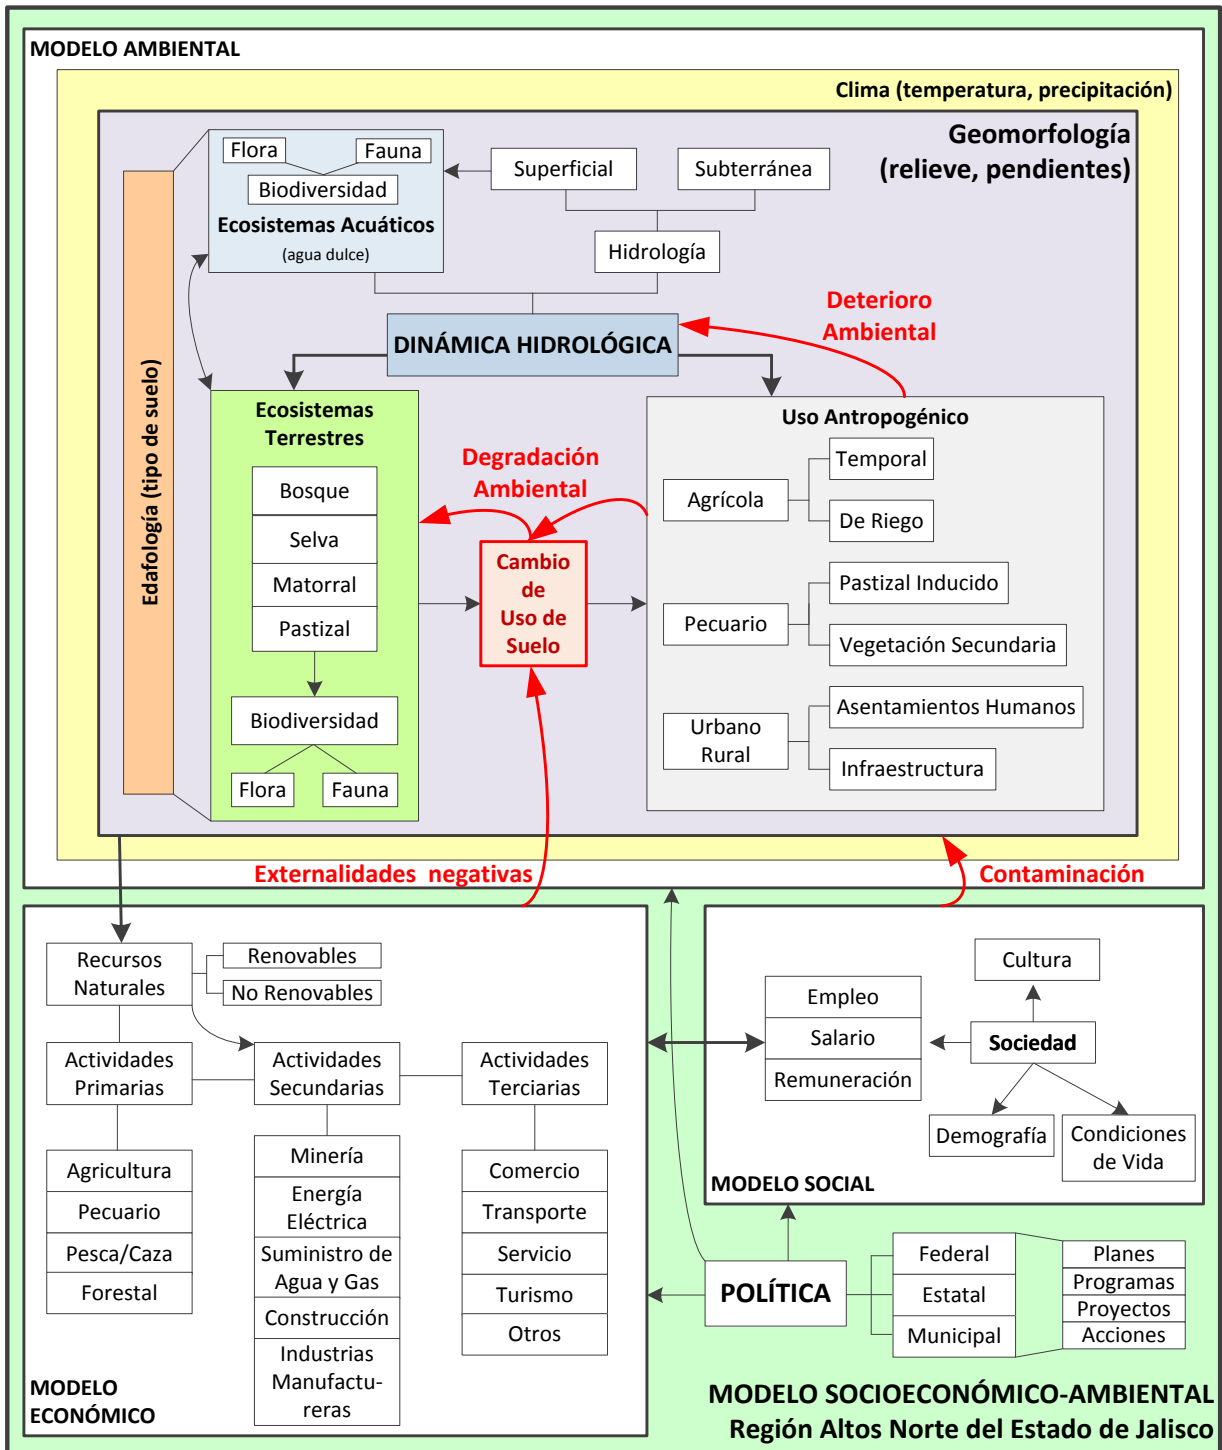 MODELO AMBIENTAL
Clima (temperatura, precipitación)
Geomorfología
(relieve, pendientes)
Edafología (tipo de suelo)
Flora
Fauna
Biodiversidad
Ecosistemas Acuáticos
(agua dulce)
Superficial
Subterránea
Hidrología
DINÁMICA HIDROLÓGICA
Deterioro
Ambiental
Ecosistemas
Terrestres
Bosque
Selva
Matorral
Pastizal
Biodiversidad
Flora
Fauna
Degradación
Ambiental
Cambio
de
Uso de
Suelo
Uso Antropogénico
Agrícola
Temporal
De Riego
Pecuario
Pastizal Inducido
Vegetación Secundaria
Urbano
Rural
Asentamientos Humanos
Infraestructura
Externalidades negativas
Contaminación
Recursos
Naturales
Renovables
No Renovables
Actividades
Primarias
Actividades
Secundarias
Actividades
Terciarias
Agricultura
Pecuario
Pesca/Caza
Forestal
Minería
Energía
Eléctrica
Suministro de
Agua y Gas
Construcción
Industrias
Manufactu-
reras
Comercio
Transporte
Servicio
Turismo
Otros
MODELO
ECONÓMICO
Empleo
Salario
Remuneración
Cultura
Sociedad
Demografía
Condiciones
de Vida
MODELO SOCIAL
POLÍTICA
Federal
Estatal
Municipal
Planes
Programas
Proyectos
Acciones
MODELO SOCIOECONÓMICO-AMBIENTAL
Región Altos Norte del Estado de Jalisco